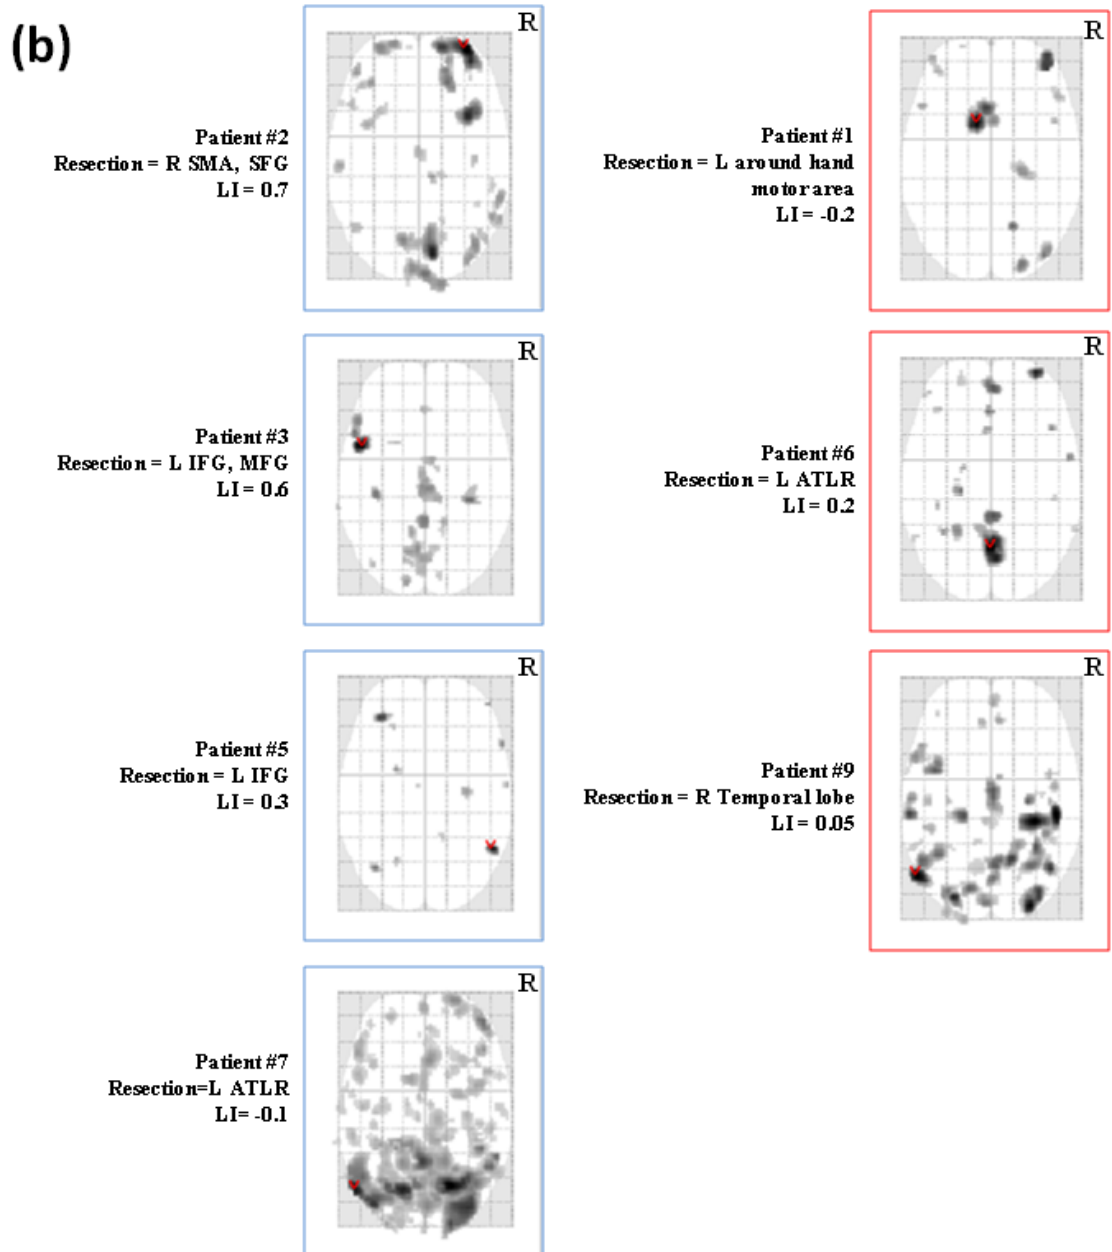 (b)
R
Patient #2
Resection = R SMA, SFG
LI = 0.7
R
Patient #1
Resection = L around hand
motor area
LI = -0.2
R
Patient #3
Resection = L IFG, MFG
LI = 0.6
R
Patient #6
Resection = L ATLR
LI = 0.2
R
Patient #5
Resection = L IFG
LI = 0.3
R
Patient #9
Resection = R Temporal lobe
LI = 0.05
R
Patient #7
Resection=L ATLR
LI= -0.1